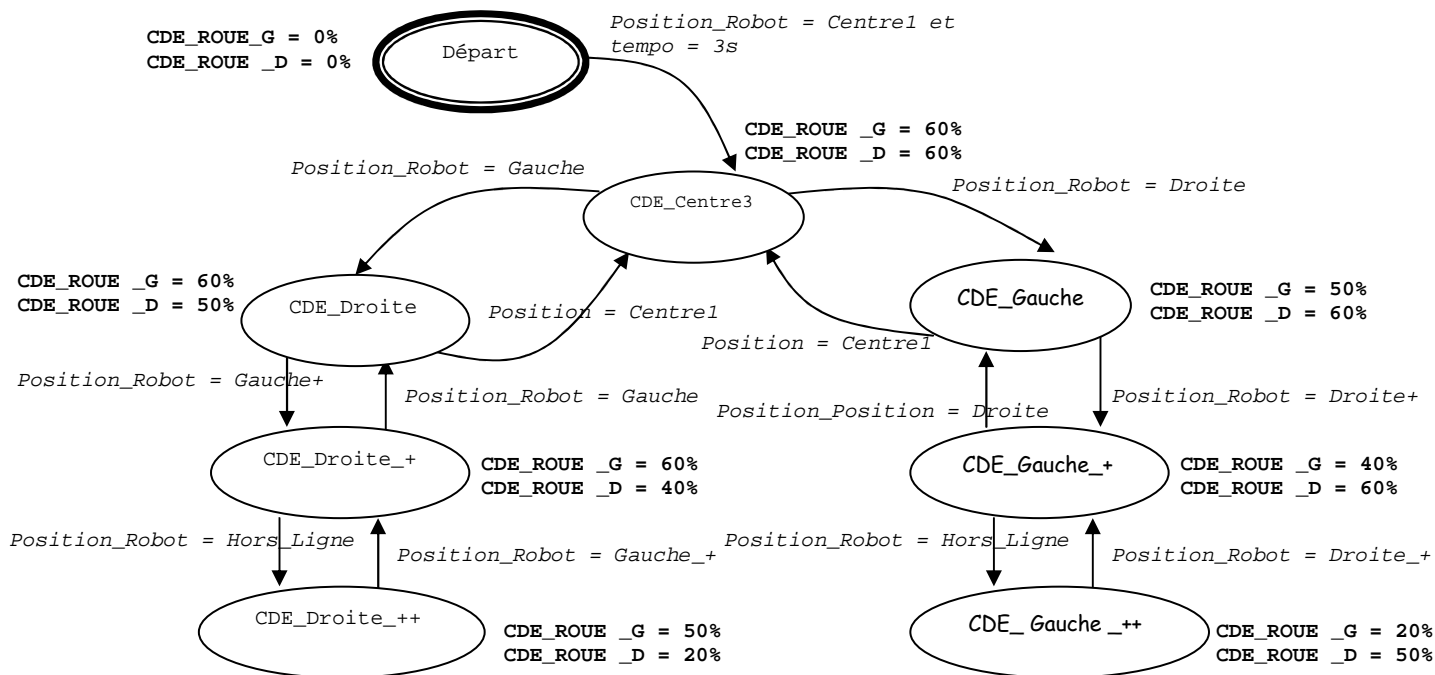 CDE_ROUE_G = 0%
CDE_ROUE _D = 0%
Départ
Position_Robot = Centre1 et
tempo = 3s
CDE_ROUE _G = 60%
CDE_ROUE _D = 60%
Position_Robot = Gauche
CDE_Centre3
Position_Robot = Droite
CDE_ROUE _G = 60%
CDE_ROUE _D = 50%
CDE_Droite
Position = Centre1
CDE_Gauche
CDE_ROUE _G = 50%
CDE_ROUE _D = 60%
Position = Centre1
Position_Robot = Gauche+
Position_Robot = Gauche
Position_Position = Droite
Position_Robot = Droite+
CDE_Droite_+
CDE_ROUE _G = 60%
CDE_ROUE _D = 40%
CDE_Gauche_+
CDE_ROUE _G = 40%
CDE_ROUE _D = 60%
Position_Robot = Hors_Ligne
Position_Robot = Gauche_+
Position_Robot = Hors_Ligne
Position_Robot = Droite_+
CDE_Droite_++
CDE_ROUE _G = 50%
CDE_ROUE _D = 20%
CDE_ Gauche _++
CDE_ROUE _G = 20%
CDE_ROUE _D = 50%